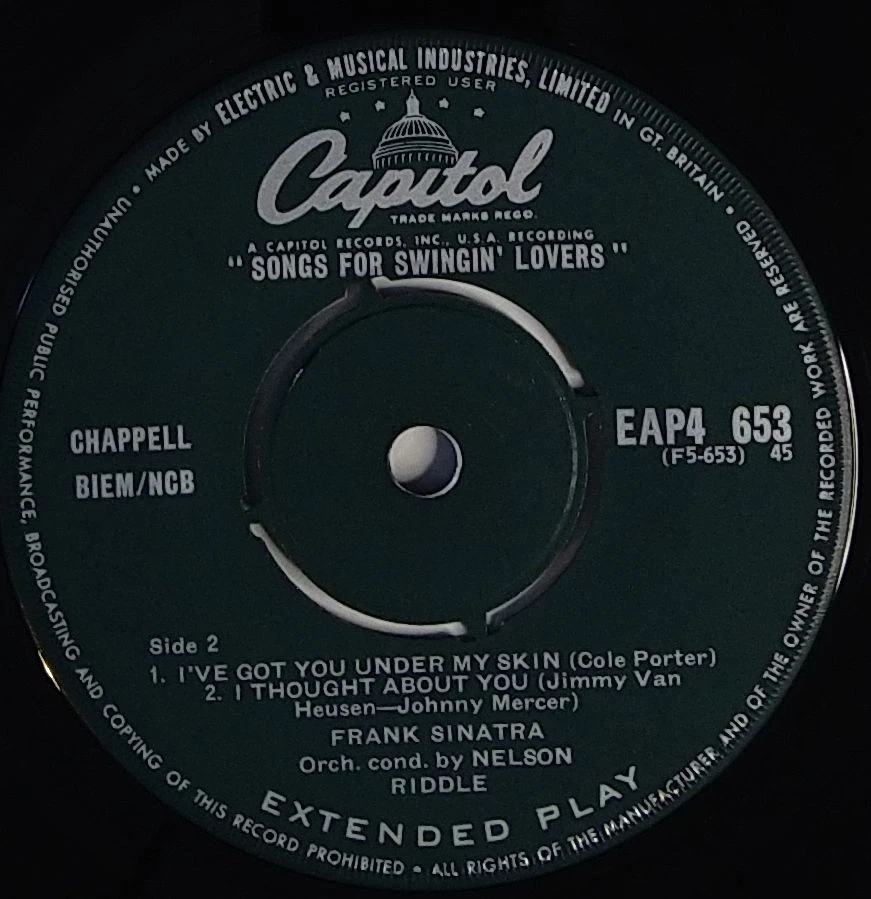 MADE BY ELECTRIC & MUSICAL INDUSTRIES, LIMITED IN GT. BRITAIN •
REGISTERED USER
Capitol
TRADE MARKS REGD.
A CAPITOL RECORDS, INC., U.S.A. RECORDING
"SONGS FOR SWINGIN' LOVERS"
CHAPPELL
BIEM/NCB
EAP4 653
(F5-653) 45
Side 2
1. I'VE GOT YOU UNDER MY SKIN (Cole Porter)
2. I THOUGHT ABOUT YOU (Jimmy Van
Heusen—Johnny Mercer)
FRANK SINATRA
Orch. cond. by NELSON
RIDDLE
EXTENDED PLAY
ALL RIGHTS OF THE MANUFACTURER AND OF THE OWNER OF THE RECORDED WORK ARE RESERVED •
UNAUTHORISED PUBLIC PERFORMANCE, BROADCASTING AND COPYING OF THIS RECORD PROHIBITED •